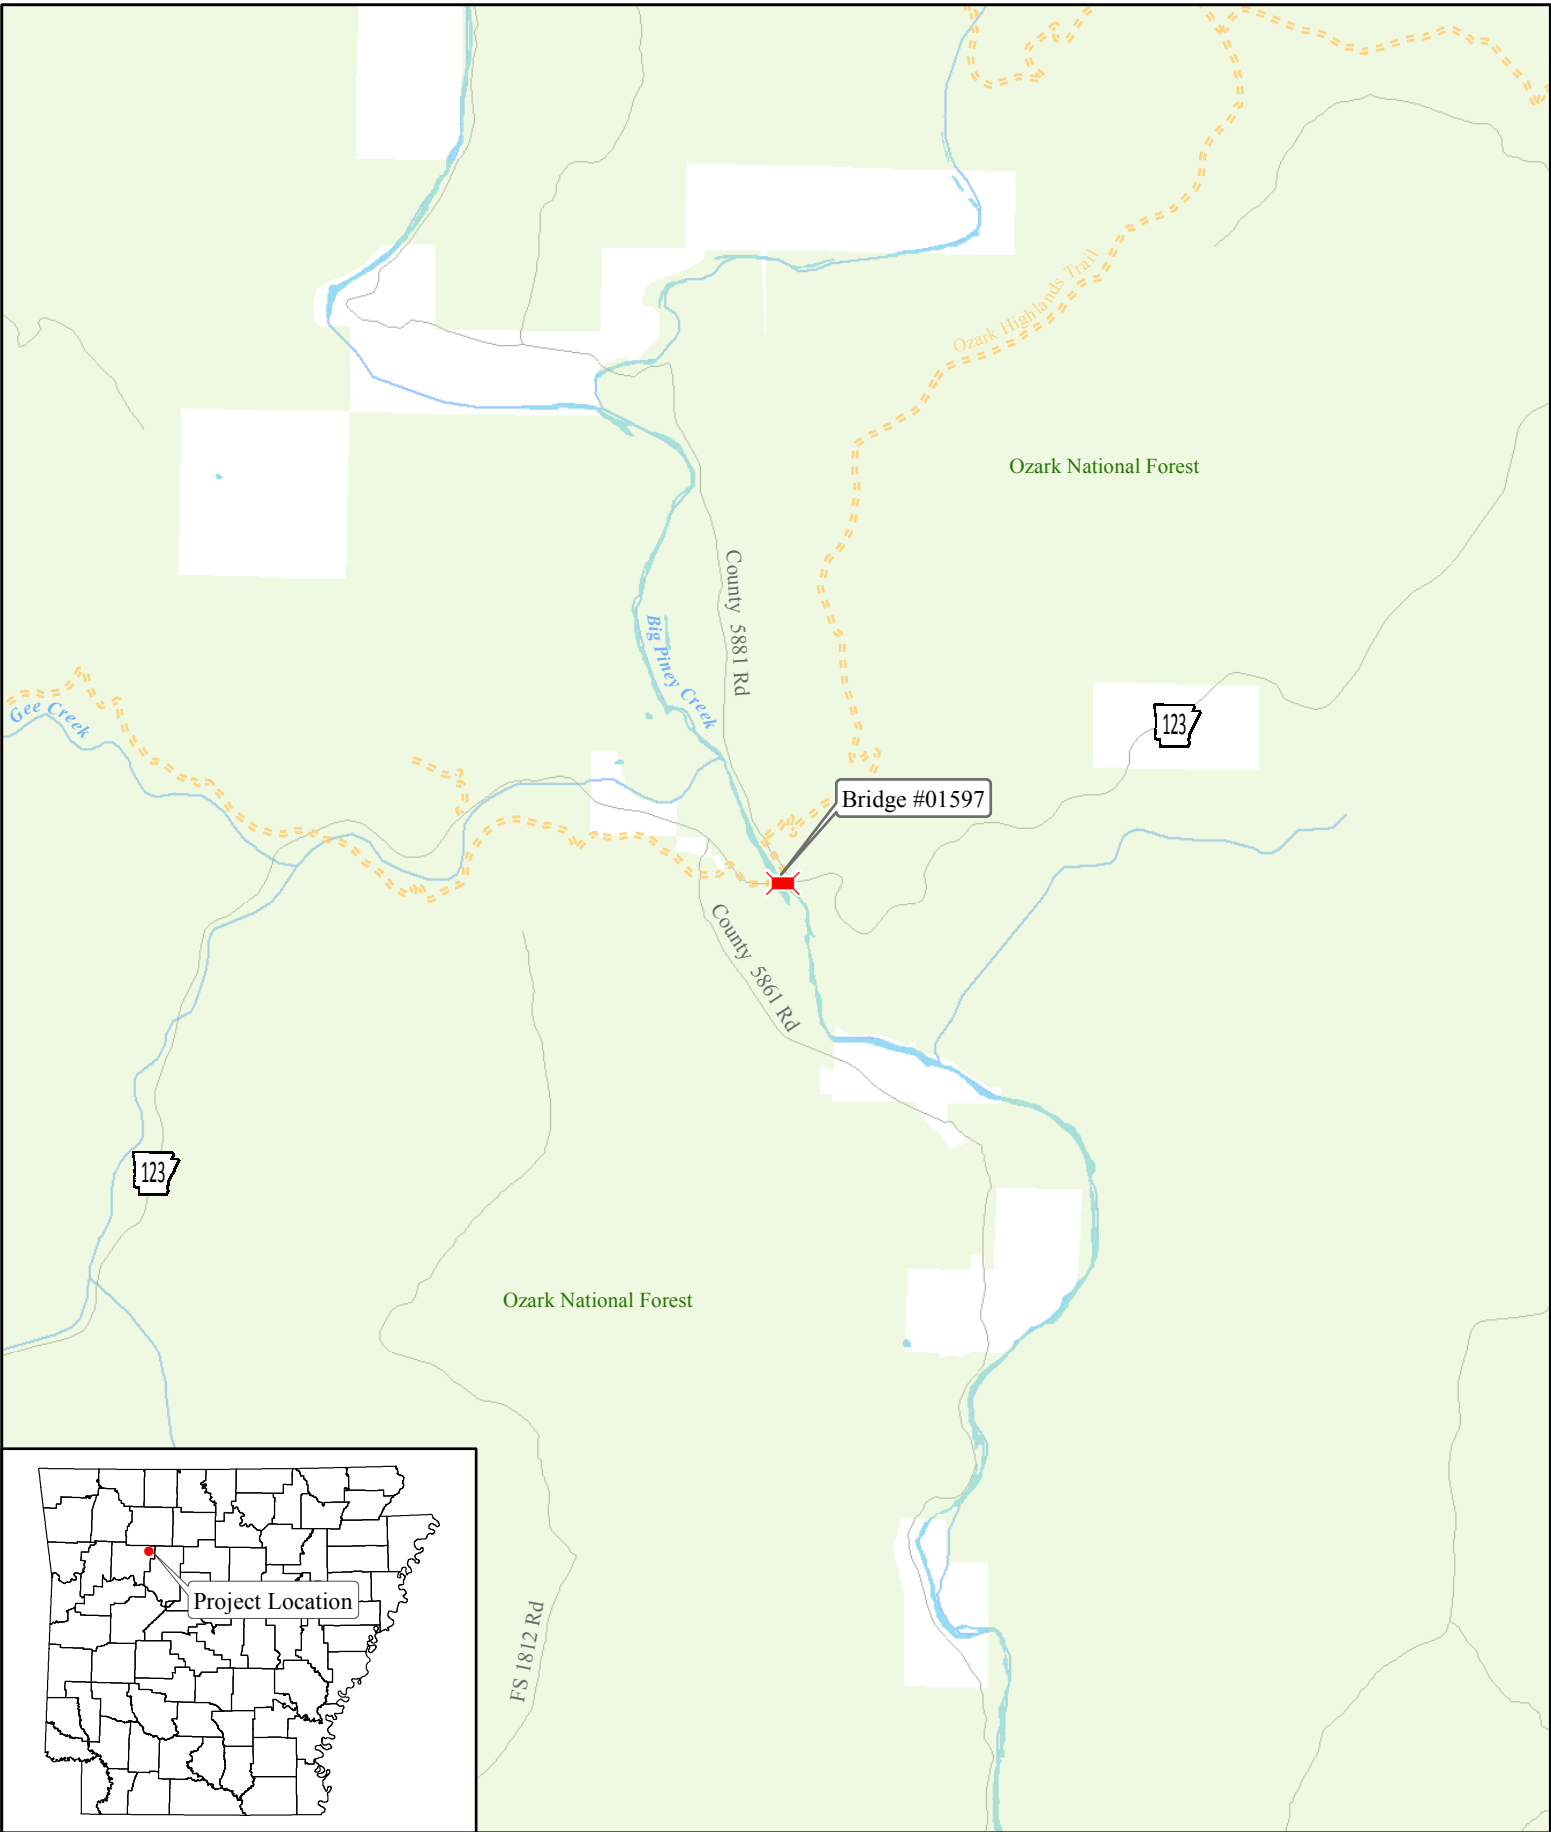 Ozark Highlands Trail
Ozark National Forest
County 5881 Rd
Big Piney Creek
Gee Creek
123
Bridge #01597
County 5861 Rd
123
Ozark National Forest
Project Location
FS 1812 Rd